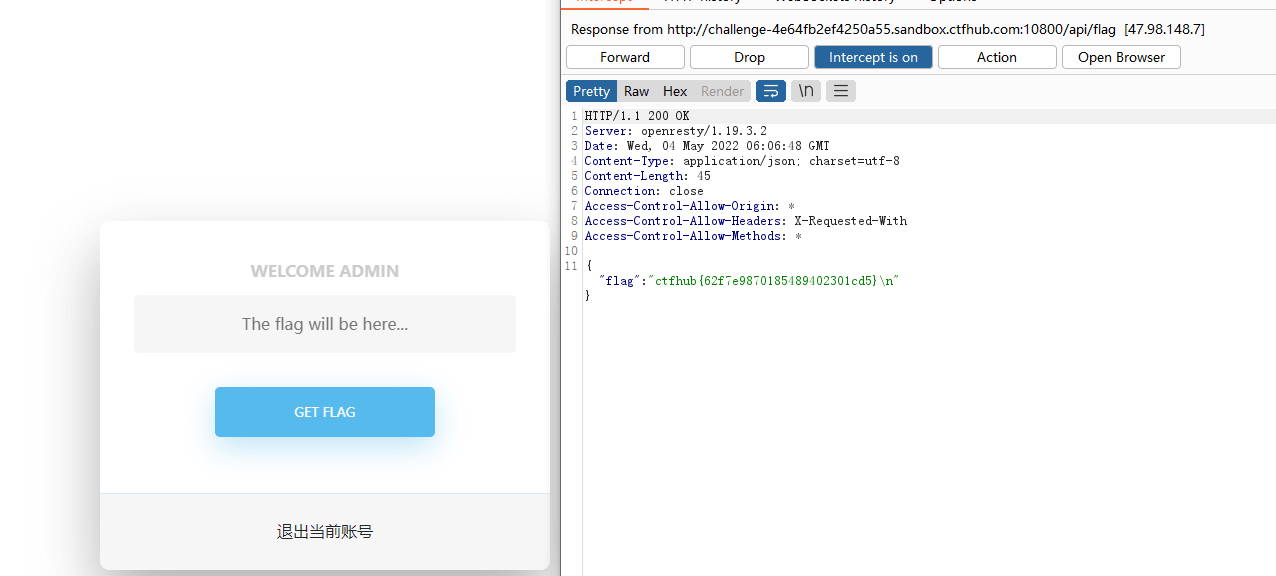 Response from http://challenge-4e64fb2ef4250a55.sandbox.ctfhub.com:10800/api/flag [47.98.148.7]
Forward Drop Intercept is on Action Open Browser
Pretty Raw Hex Render \n
1 HTTP/1.1 200 OK
2 Server: openresty/1.19.3.2
3 Date: Wed, 04 May 2022 06:06:48 GMT
4 Content-Type: application/json; charset=utf-8
5 Content-Length: 45
6 Connection: close
7 Access-Control-Allow-Origin: *
8 Access-Control-Allow-Headers: X-Requested-With
9 Access-Control-Allow-Methods: *
10
11 {
"flag":"ctfhub{62f7e9870185489402301cd5}\n"
}
WELCOME ADMIN
The flag will be here...
GET FLAG
退出当前账号